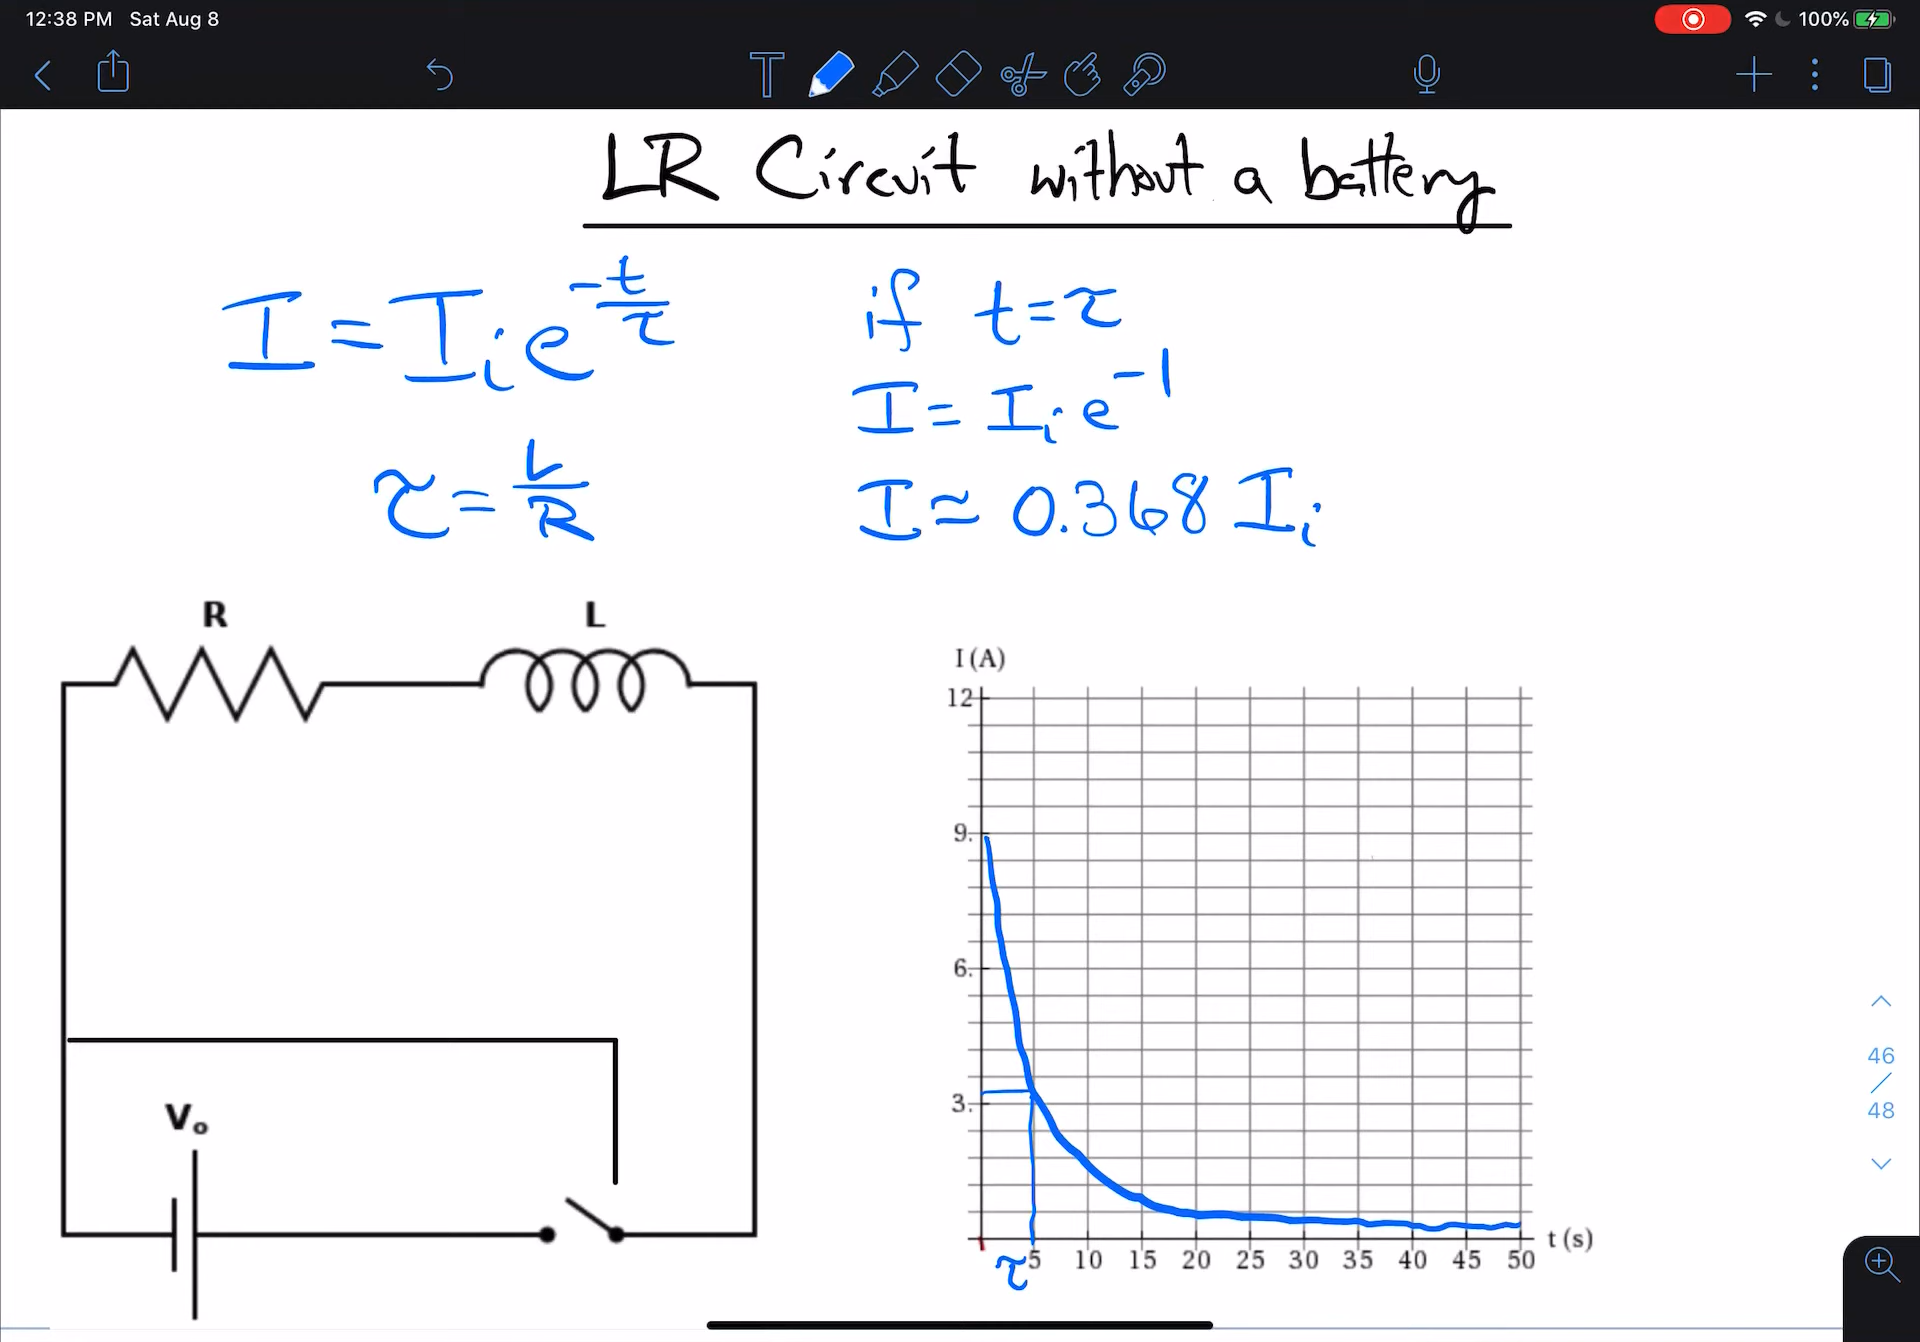 12:38 PM Sat Aug 8
100%
T
LR Circuit without a battery
I = I_i e^{-t/τ}
τ = L/R
if t = τ
I = I_i e^{-1}
I ≃ 0.368 I_i
R
L
V₀
I (A)
12
9.
6.
3.
τ
5 10 15 20 25 30 35 40 45 50
t (s)
46
/
48